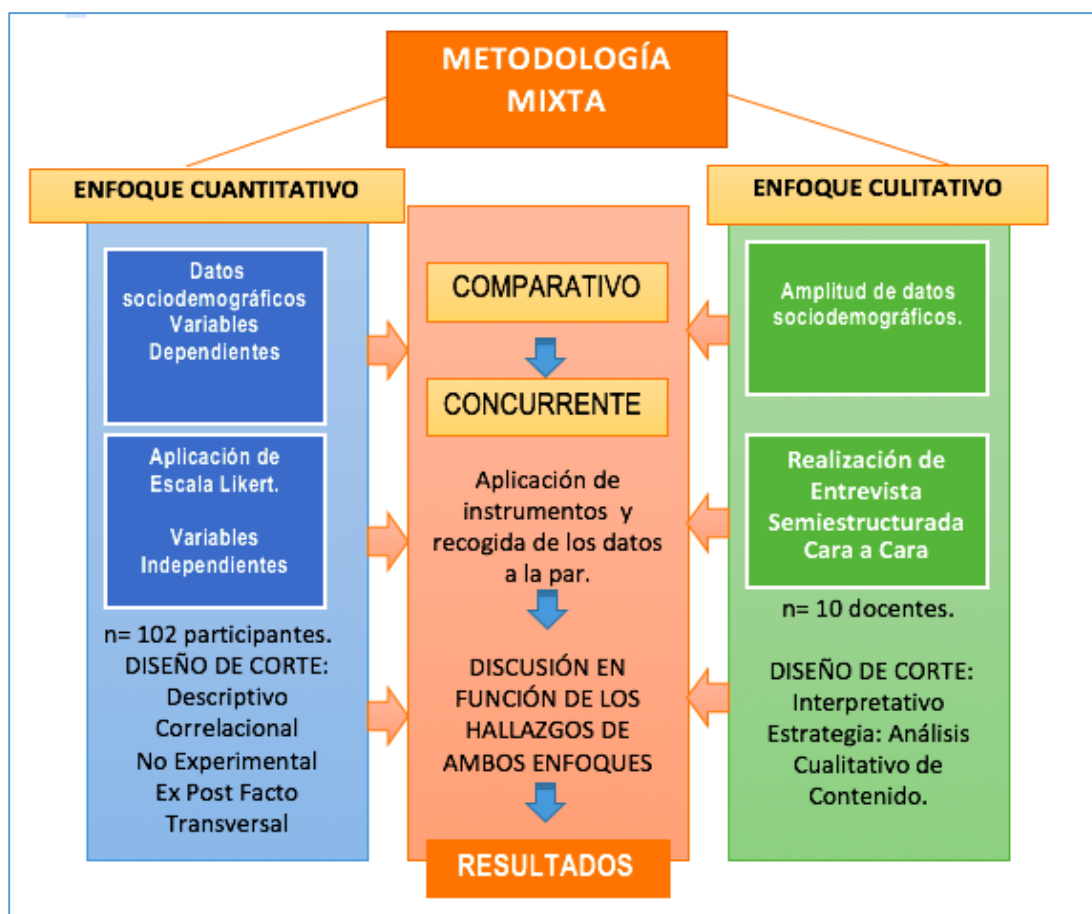 METODOLOGÍA
MIXTA
ENFOQUE CUANTITATIVO
Datos
sociodemográficos
Variables
Dependientes
Aplicación de
Escala Likert.
Variables
Independientes
n= 102 participantes.
DISEÑO DE CORTE:
Descriptivo
Correlacional
No Experimental
Ex Post Facto
Transversal
COMPARATIVO
CONCURRENTE
Aplicación de
instrumentos y
recogida de los datos
a la par.
DISCUSIÓN EN
FUNCIÓN DE LOS
HALLAZGOS DE
AMBOS ENFOQUES
RESULTADOS
ENFOQUE CULITATIVO
Amplitud de datos
sociodemográficos.
Realización de
Entrevista
Semiestructurada
Cara a Cara
n= 10 docentes.
DISEÑO DE CORTE:
Interpretativo
Estrategia: Análisis
Cualitativo de
Contenido.